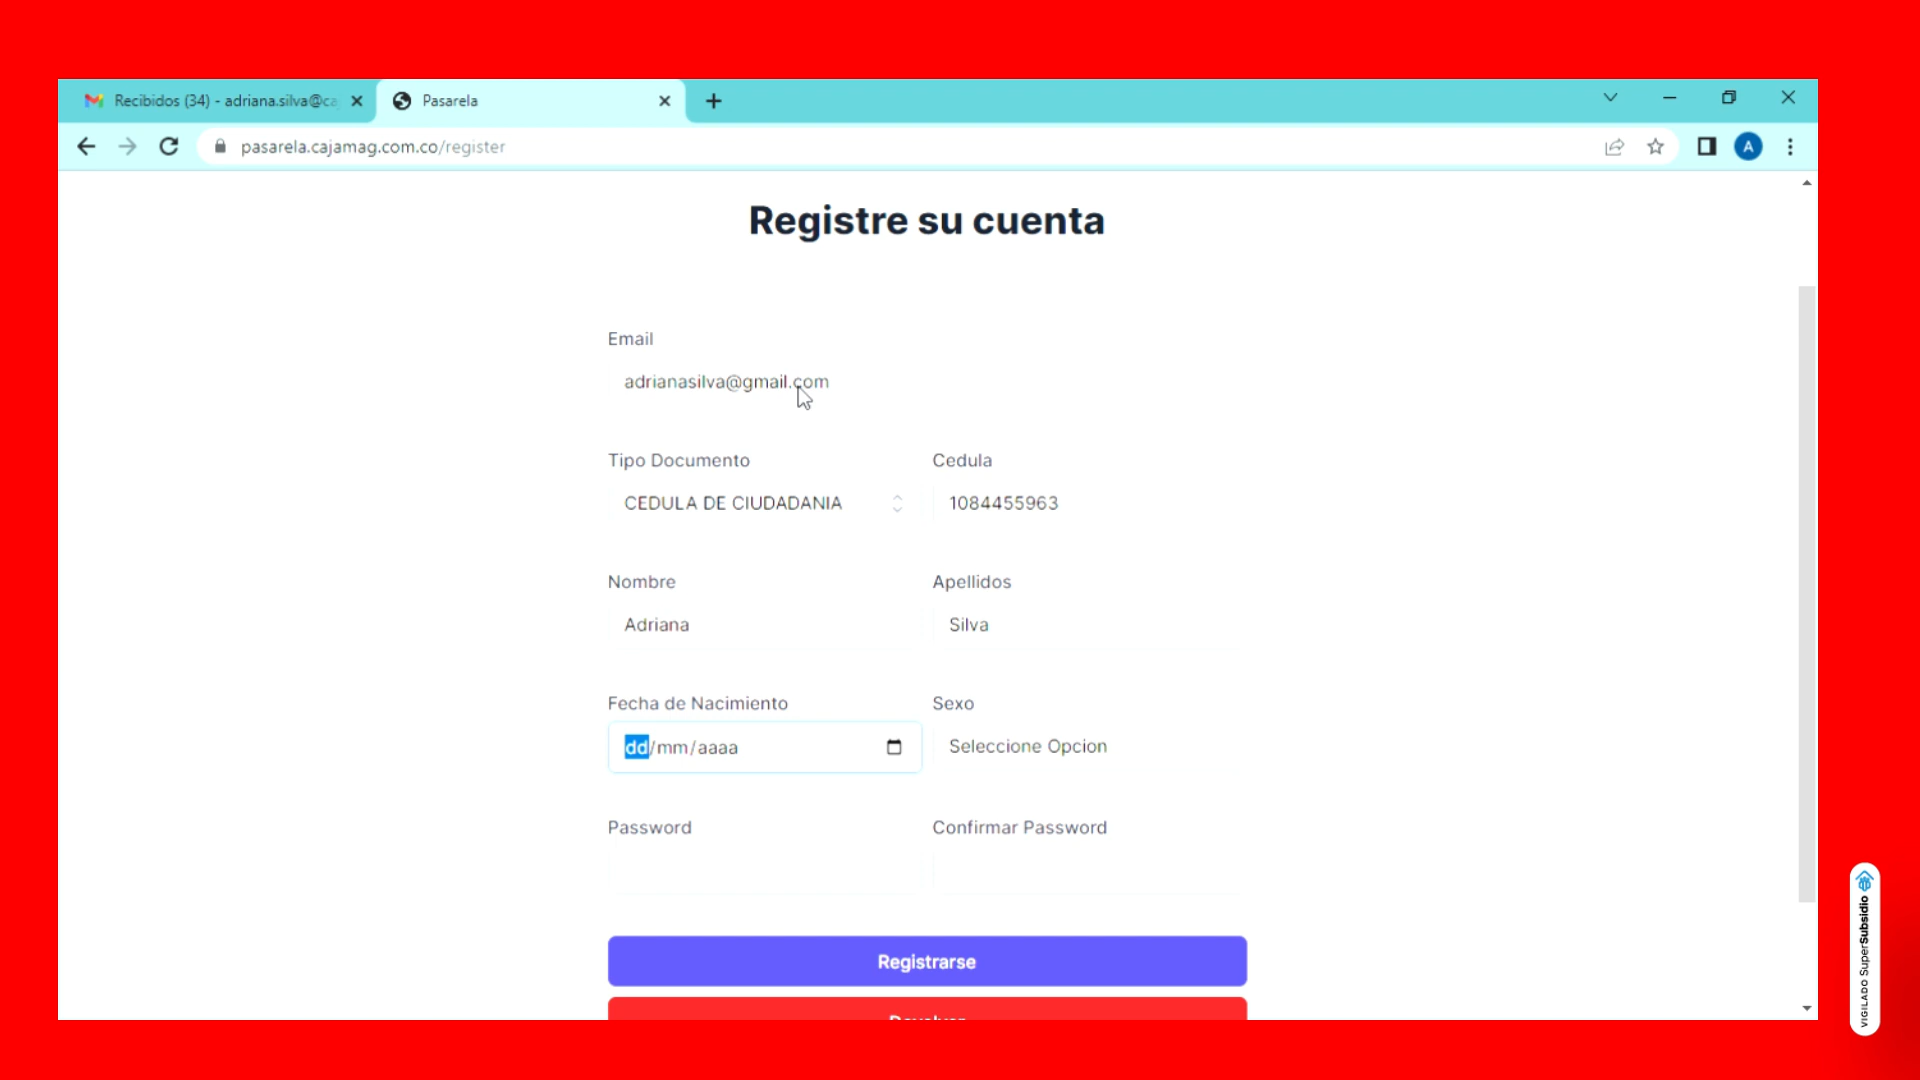 Recibidos (34) - adriana.silva@ca
Pasarela
pasarela.cajamag.com.co/register
A
Registre su cuenta
Email
adrianasilva@gmail.com
Tipo Documento
Cedula
CEDULA DE CIUDADANIA
1084455963
Nombre
Apellidos
Adriana
Silva
Fecha de Nacimiento
Sexo
dd/mm/aaaa
Seleccione Opcion
Password
Confirmar Password
Registrarse
VIGILADO SuperSubsidio